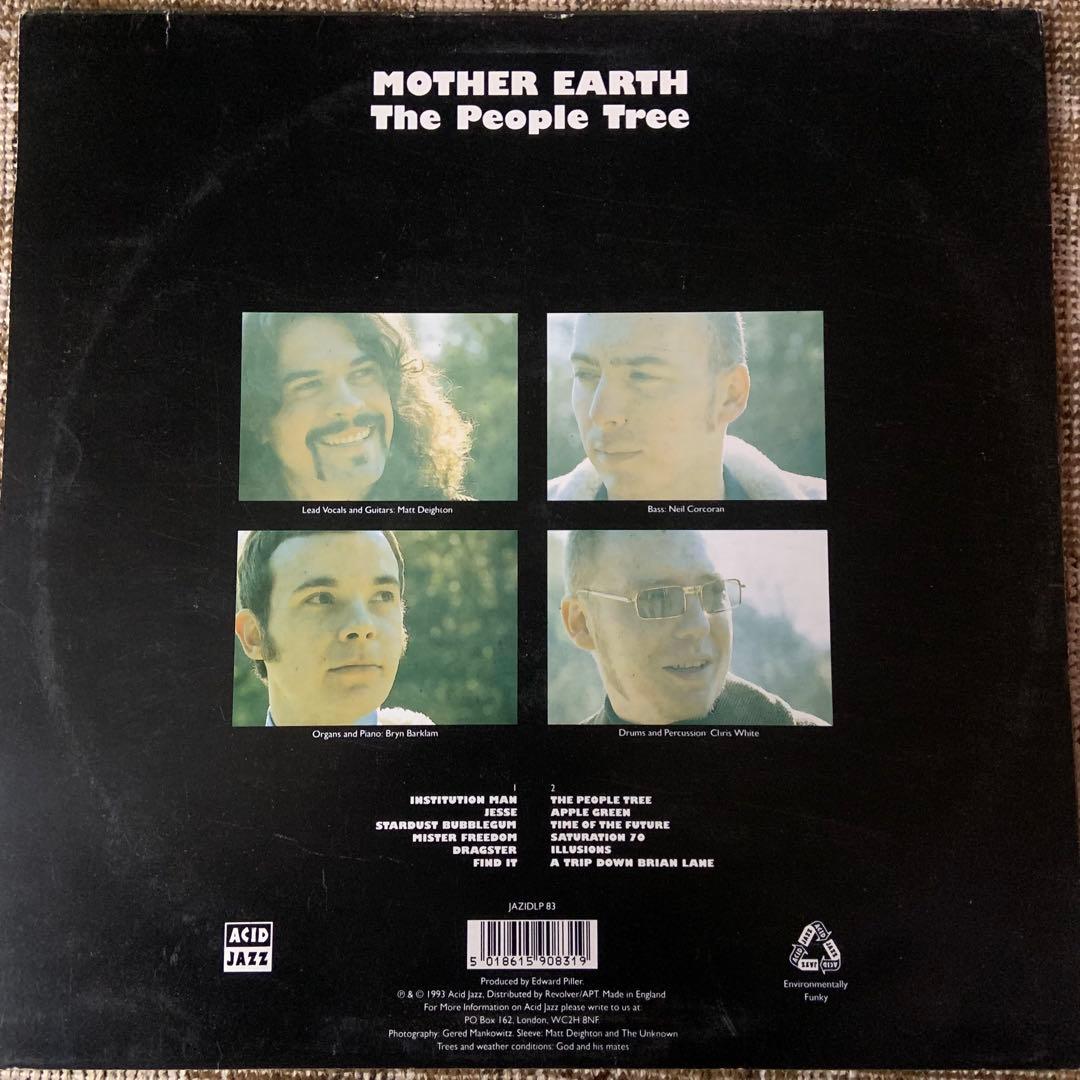 MOTHER EARTH
The People Tree
Lead Vocals and Guitars: Matt Deighton
Bass: Neil Corcoran
Organs and Piano: Bryn Barklam
Drums and Percussion Chris White
1
INSTITUTION MAN
JESSE
STARDUST BUBBLEGUM
MISTER FREEDOM
DRAGSTER
FIND IT
2
THE PEOPLE TREE
APPLE GREEN
TIME OF THE FUTURE
SATURATION 70
ILLUSIONS
A TRIP DOWN BRIAN LANE
JAZIDLP 83
ACID
JAZZ
5 018615 908319
ACID JAZZ
ACID
JAZZ
Environmentally
Funky
Produced by Edward Piller.
℗ & © 1993 Acid Jazz, Distributed by Revolver/APT. Made in England
For More Information on Acid Jazz please write to us at:
PO Box 162, London, WC2H 8NF.
Photography: Gered Mankowitz. Sleeve: Matt Deighton and The Unknown
Trees and weather conditions: God and his mates